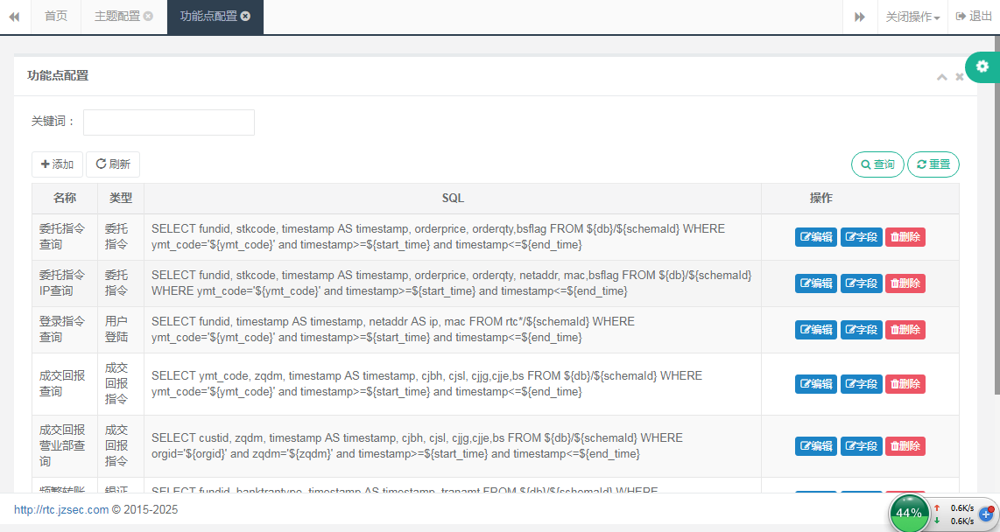 首页 主题配置 功能点配置 关闭操作 退出
功能点配置
关键词：
添加 刷新 查询 重置
名称 类型 SQL 操作
委托指令 委托 SELECT fundid, stkcode, timestamp AS timestamp, orderprice, orderqty,bsflag FROM ${db}/${schemaId} WHERE
查询 指令 ymt_code='${ymt_code}' and timestamp>=${start_time} and timestamp<=${end_time}
编辑 字段 删除
委托指令 委托 SELECT fundid, stkcode, timestamp AS timestamp, orderprice, orderqty, netaddr, mac,bsflag FROM ${db}/${schemaId}
IP查询 指令 WHERE ymt_code='${ymt_code}' and timestamp>=${start_time} and timestamp<=${end_time}
编辑 字段 删除
登录指令 用户 SELECT fundid, timestamp AS timestamp, netaddr AS ip, mac FROM rtc*/${schemaId} WHERE
查询 登陆 ymt_code='${ymt_code}' and timestamp>=${start_time} and timestamp<=${end_time}
编辑 字段 删除
成交回报
查询
成交
回报
指令
SELECT ymt_code, zqdm, timestamp AS timestamp, cjbh, cjsl, cjjg,cjje,bs FROM ${db}/${schemaId} WHERE
ymt_code='${ymt_code}' and timestamp>=${start_time} and timestamp<=${end_time}
编辑 字段 删除
成交回报
营业部查
询
成交
回报
指令
SELECT custid, zqdm, timestamp AS timestamp, cjbh, cjsl, cjjg,cjje,bs FROM ${db}/${schemaId} WHERE
orgid='${orgid}' and zqdm='${zqdm}' and timestamp>=${start_time} and timestamp<=${end_time}
编辑 字段 删除
频繁转账 银证 SELECT fundid, banktrantype, timestamp AS timestamp, tranamt FROM ${db}/${schemaId} WHERE
http://rtc.jzsec.com © 2015-2025
44% 0.6K/s
0.6K/s